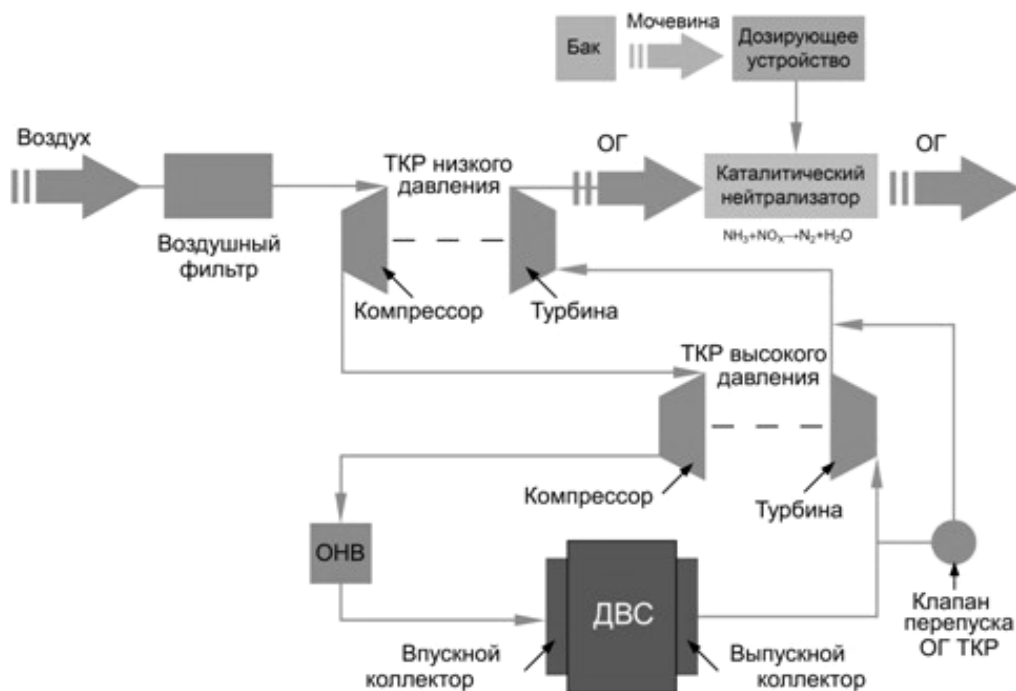 Мочевина
Бак
Дозирующее
устройство
Воздух
ТКР низкого
давления
ОГ
Каталитический
нейтрализатор
ОГ
NH₃+NOₓ→N₂+H₂O
Воздушный
фильтр
Компрессор
Турбина
ТКР высокого
давления
Компрессор
Турбина
ОНВ
ДВС
Клапан
перепуска
ОГ ТКР
Впускной
коллектор
Выпускной
коллектор